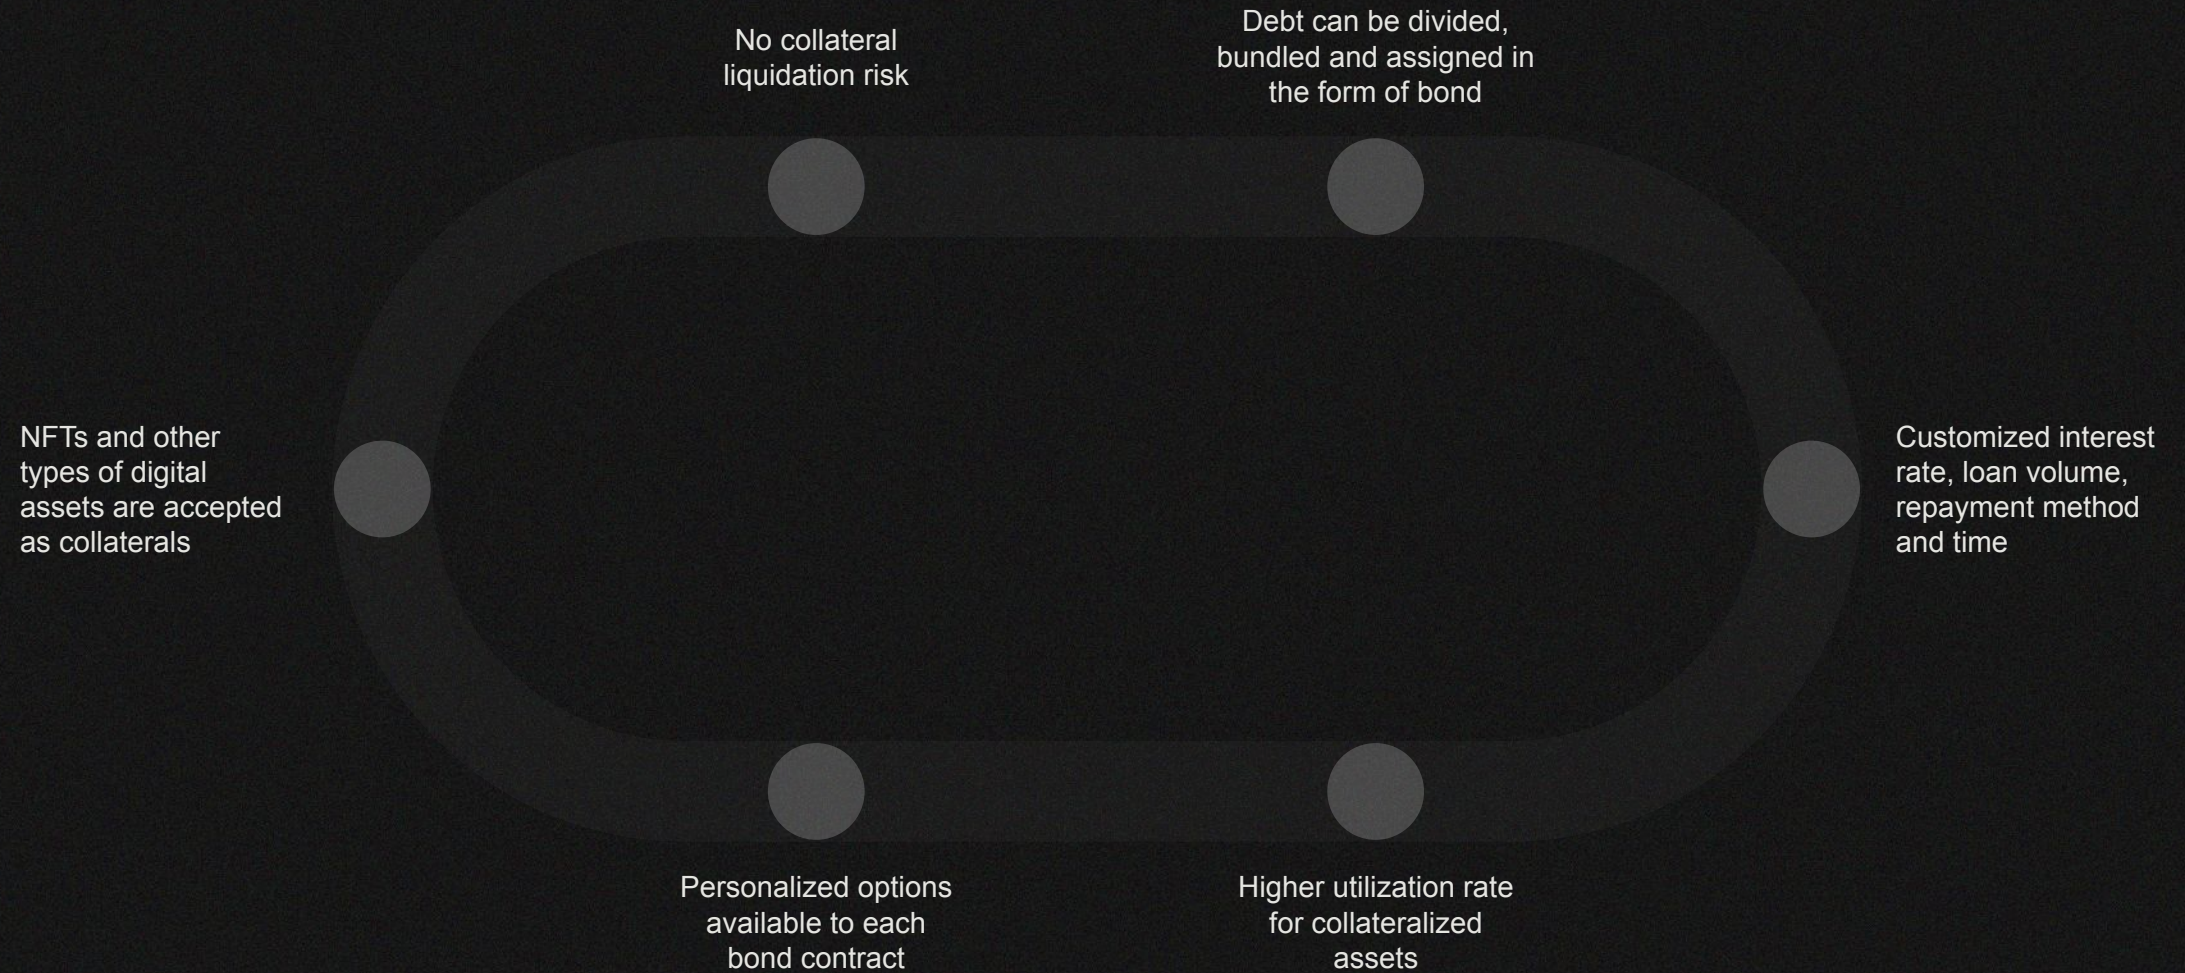 No collateral
liquidation risk
Debt can be divided,
bundled and assigned in
the form of bond
NFTs and other
types of digital
assets are accepted
as collaterals
Customized interest
rate, loan volume,
repayment method
and time
Personalized options
available to each
bond contract
Higher utilization rate
for collateralized
assets